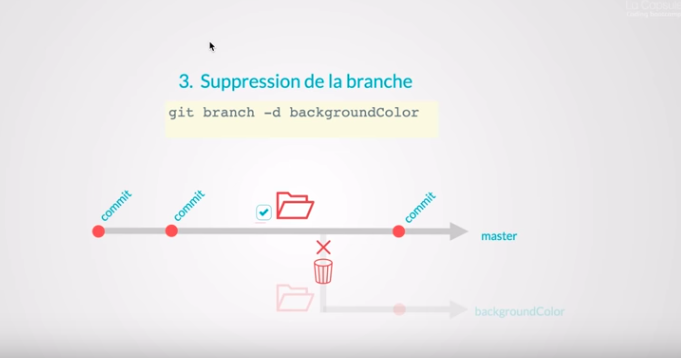 3. Suppression de la branche
git branch -d backgroundColor
commit
commit
commit
master
backgroundColor